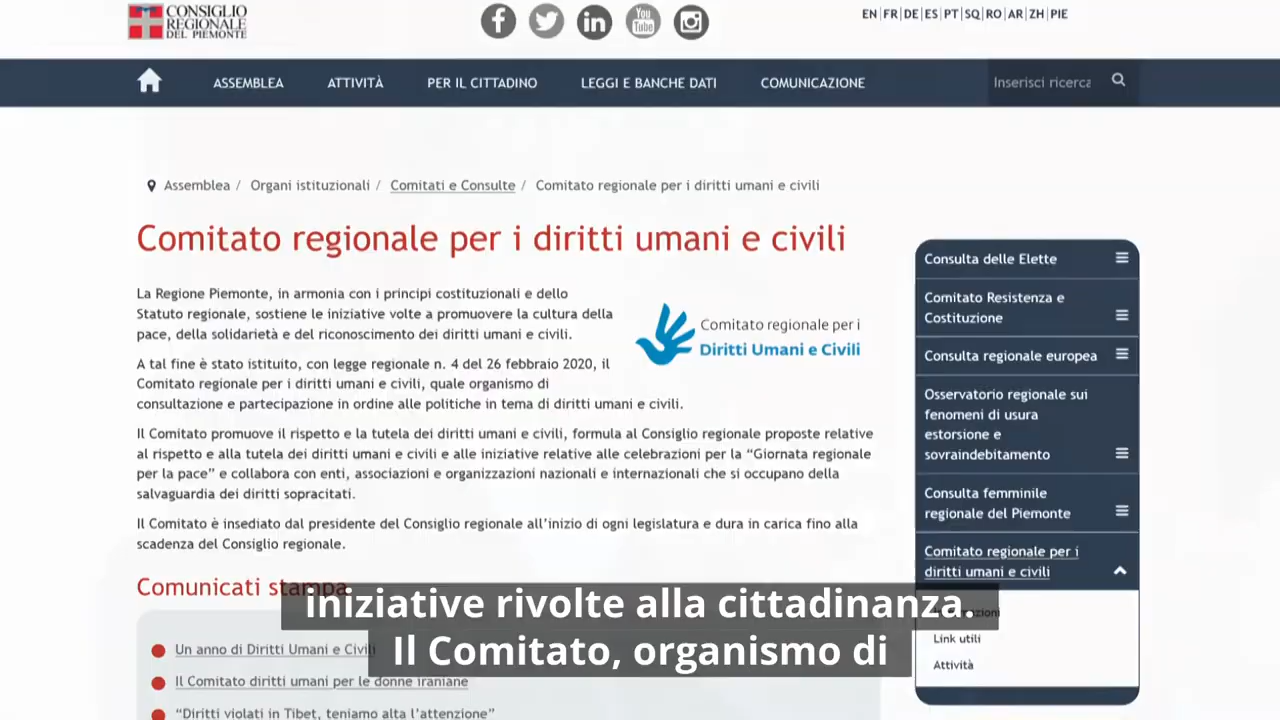 CONSIGLIO
REGIONALE
DEL PIEMONTE
You
Tube
EN FR DE ES PT SQ RO AR ZH PIE
ASSEMBLEA ATTIVITÀ PER IL CITTADINO LEGGI E BANCHE DATI COMUNICAZIONE Inserisci ricerca
Assemblea / Organi istituzionali / Comitati e Consulte / Comitato regionale per i diritti umani e civili
Comitato regionale per i diritti umani e civili
La Regione Piemonte, in armonia con i principi costituzionali e dello
Statuto regionale, sostiene le iniziative volte a promuovere la cultura della
pace, della solidarietà e del riconoscimento dei diritti umani e civili.
Comitato regionale per i
Diritti Umani e Civili
A tal fine è stato istituito, con legge regionale n. 4 del 26 febbraio 2020, il
Comitato regionale per i diritti umani e civili, quale organismo di
consultazione e partecipazione in ordine alle politiche in tema di diritti umani e civili.
Il Comitato promuove il rispetto e la tutela dei diritti umani e civili, formula al Consiglio regionale proposte relative
al rispetto e alla tutela dei diritti umani e civili e alle iniziative relative alle celebrazioni per la “Giornata regionale
per la pace” e collabora con enti, associazioni e organizzazioni nazionali e internazionali che si occupano della
salvaguardia dei diritti sopracitati.
Il Comitato è insediato dal presidente del Consiglio regionale all’inizio di ogni legislatura e dura in carica fino alla
scadenza del Consiglio regionale.
Comunicati stampa
Un anno di Diritti Umani e Civili
Il Comitato diritti umani per le donne iraniane
“Diritti violati in Tibet, teniamo alta l’attenzione”
Consulta delle Elette
Comitato Resistenza e
Costituzione
Consulta regionale europea
Osservatorio regionale sui
fenomeni di usura
estorsione e
sovraindebitamento
Consulta femminile
regionale del Piemonte
Comitato regionale per i
diritti umani e civili
Link utili
Attività
iniziative rivolte alla cittadinanza.
Il Comitato, organismo di